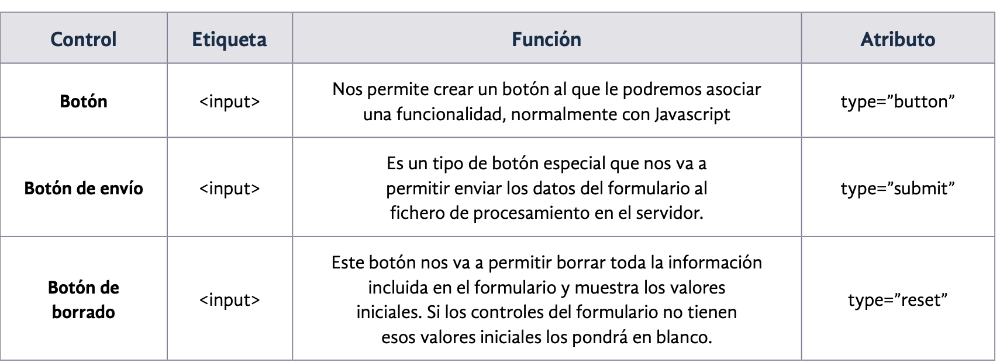 Control
Etiqueta
Función
Atributo
Botón
<input>
Nos permite crear un botón al que le podremos asociar
una funcionalidad, normalmente con Javascript
type=”button”
Botón de envío
<input>
Es un tipo de botón especial que nos va a
permitir enviar los datos del formulario al
fichero de procesamiento en el servidor.
type=”submit”
Botón de
borrado
<input>
Este botón nos va a permitir borrar toda la información
incluida en el formulario y muestra los valores
iniciales. Si los controles del formulario no tienen
esos valores iniciales los pondrá en blanco.
type=”reset”